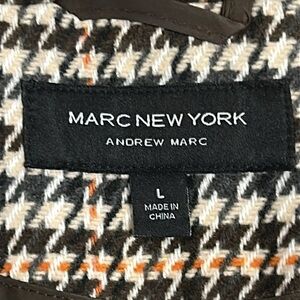 MARC NEW YORK
ANDREW MARC
L
MADE IN
CHINA